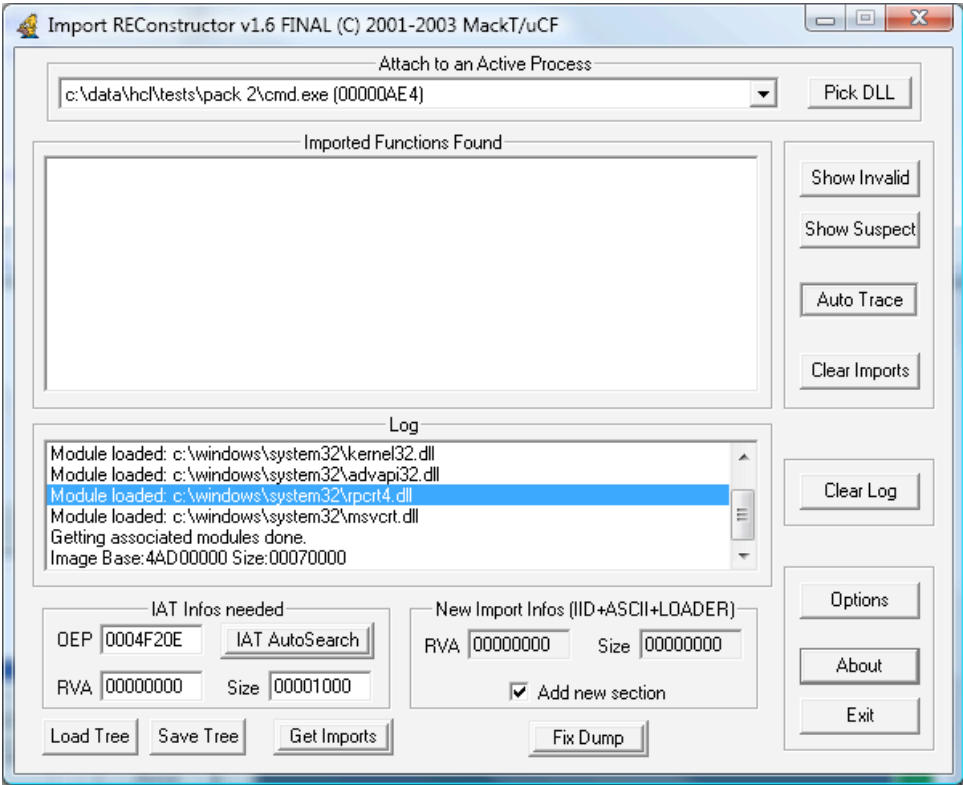 Import REConstructor v1.6 FINAL (C) 2001-2003 MackT/uCF
Attach to an Active Process
c:\data\hcl\tests\pack 2\cmd.exe (00000AE4)
Pick DLL
Imported Functions Found
Show Invalid
Show Suspect
Auto Trace
Clear Imports
Log
Module loaded: c:\windows\system32\kernel32.dll
Module loaded: c:\windows\system32\advapi32.dll
Module loaded: c:\windows\system32\rpcrt4.dll
Module loaded: c:\windows\system32\msvcrt.dll
Getting associated modules done.
Image Base:4AD00000 Size:00070000
Clear Log
IAT Infos needed
OEP 0004F20E IAT AutoSearch
RVA 00000000 Size 00001000
New Import Infos (IID+ASCII+LOADER)
RVA 00000000 Size 00000000
Add new section
Options
About
Exit
Load Tree Save Tree Get Imports Fix Dump